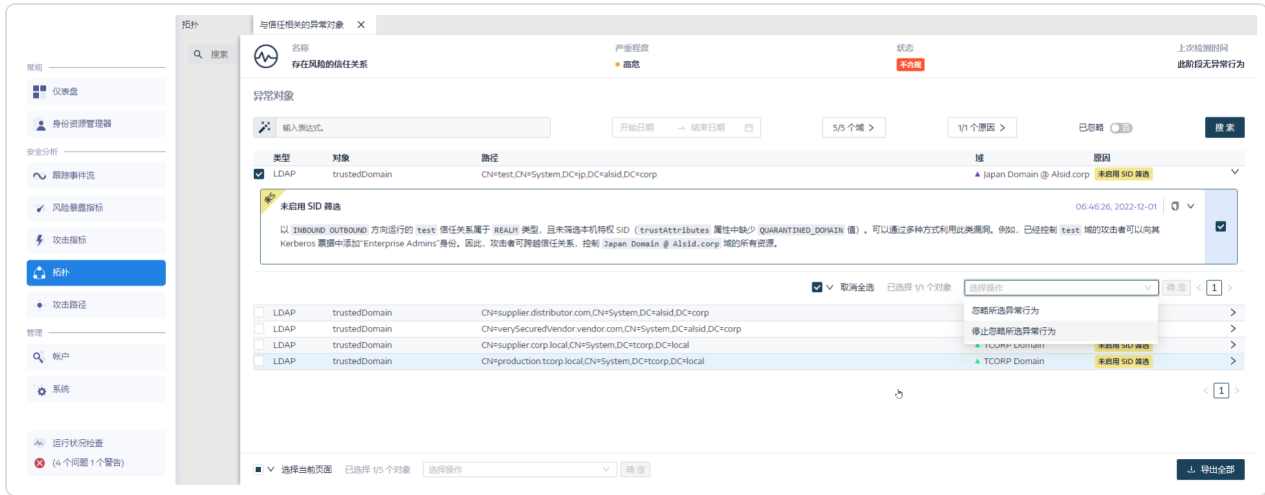 拓扑
与信任相关的异常对象
搜索
名称
严重程度
状态
上次检测时间
存在风险的信任关系
高危
不合规
此阶段无异常行为
常规
仪表盘
身份资源管理器
安全分析
跟踪事件流
风险暴露指标
攻击指标
拓扑
攻击路径
管理
帐户
系统
运行状况检查
(4 个问题 1 个警告)
异常对象
输入表达式。
开始日期 → 结束日期
5/5 个域 >
1/1 个原因 >
已忽略 否
搜索
类型 对象 路径 域 原因
LDAP trustedDomain CN=test,CN=System,DC=jp,DC=alsid,DC=corp Japan Domain @ Alsid.corp 未启用 SID 筛选
未S
未启用 SID 筛选
06:46:26, 2022-12-01
以 INBOUND OUTBOUND 方向运行的 test 信任关系属于 REALM 类型，且未筛选本机特权 SID（trustAttributes 属性中缺少 QUARANTINED_DOMAIN 值）。可以通过多种方式利用此类漏洞。例如，已经控制 test 域的攻击者可以向其
Kerberos 票据中添加“Enterprise Admins”身份。因此，攻击者可跨越信任关系，控制 Japan Domain @ Alsid.corp 域的所有资源。
取消全选 已选择 1/1 个对象 选择操作 确定 < 1 >
忽略所选异常行为
停止忽略所选异常行为
LDAP trustedDomain CN=supplier.distributor.com,CN=System,DC=alsid,DC=corp
LDAP trustedDomain CN=verySecuredVendor.vendor.com,CN=System,DC=alsid,DC=corp
LDAP trustedDomain CN=supplier.corp.local,CN=System,DC=tcorp,DC=local TCORP Domain 未启用 SID 筛选
LDAP trustedDomain CN=production.tcorp.local,CN=System,DC=tcorp,DC=local TCORP Domain 未启用 SID 筛选
< 1 >
选择当前页面 已选择 1/5 个对象 选择操作 确定
导出全部